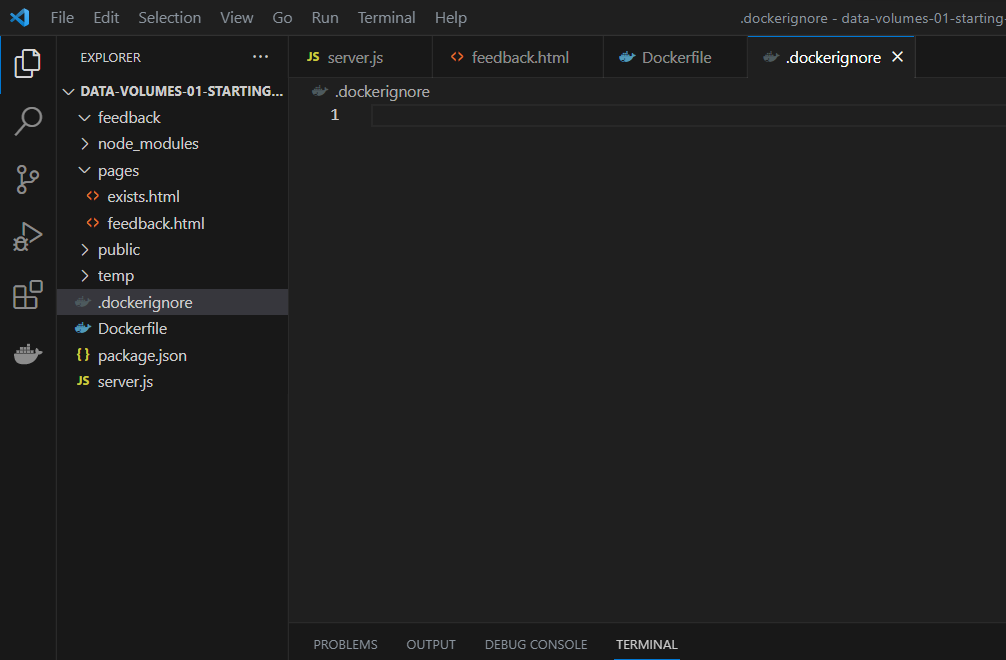 File Edit Selection View Go Run Terminal Help .dockerignore - data-volumes-01-starting-
EXPLORER ···
JS server.js <> feedback.html Dockerfile .dockerignore ×
DATA-VOLUMES-01-STARTING...
.dockerignore
1
feedback
node_modules
pages
<> exists.html
<> feedback.html
public
temp
.dockerignore
Dockerfile
{} package.json
JS server.js
PROBLEMS OUTPUT DEBUG CONSOLE TERMINAL